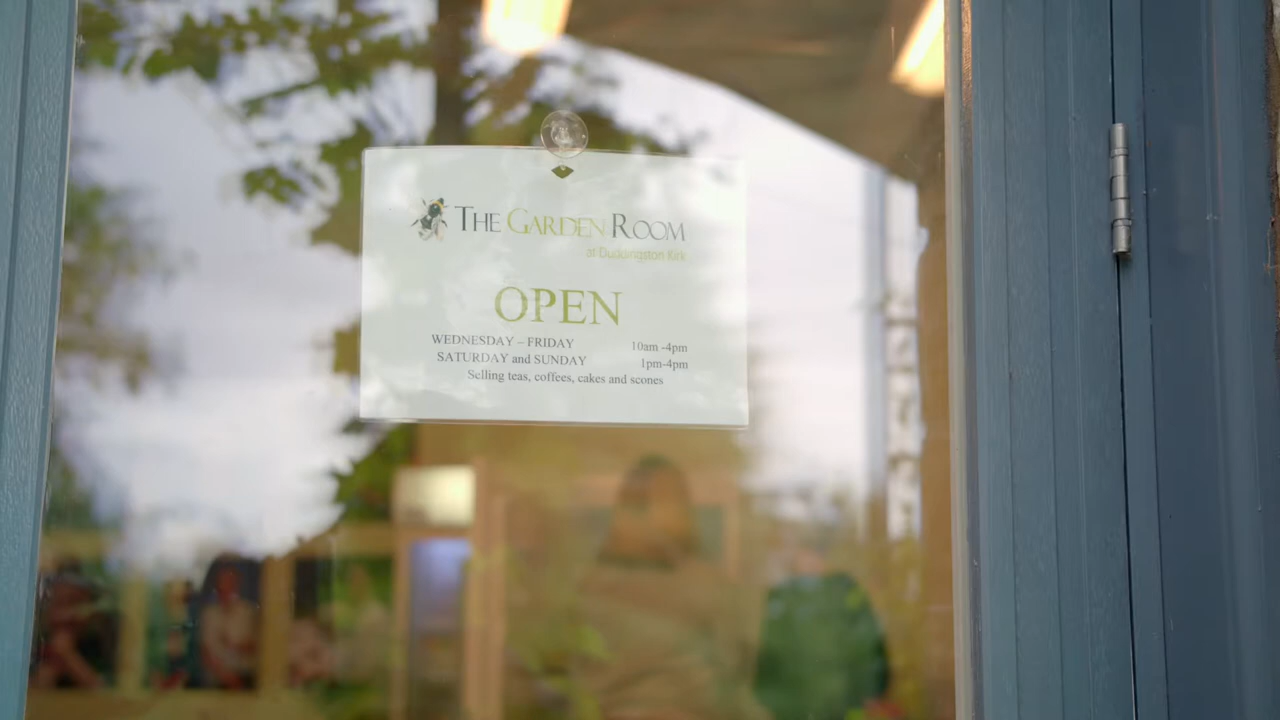 THE GARDEN ROOM
at Duddingston Kirk
OPEN
WEDNESDAY – FRIDAY 10am -4pm
SATURDAY and SUNDAY 1pm-4pm
Selling teas, coffees, cakes and scones